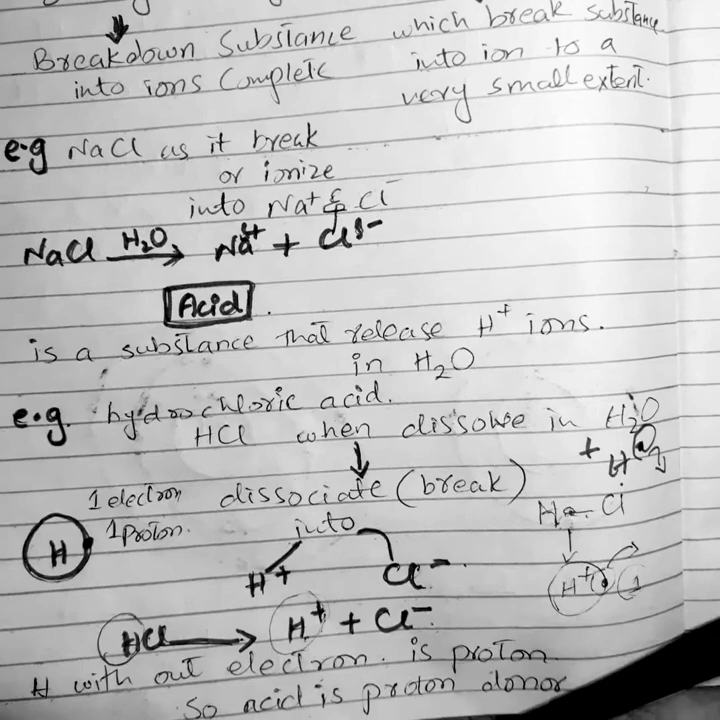 Breakdown Substance
into ions Complete
which break substance
into ion to a
very small extent.
e.g NaCl as it break
or ionize
into Na⁺ & Cl⁻
NaCl —H₂O→ Na⁺ + Cl⁻
Acid.
is a substance that release H⁺ ions.
in H₂O
e.g. hydrochloric acid.
HCl when dissolve in H₂O
1 electron
1 proton.
H
dissociate (break)
into
H⁺ Cl⁻
H Cl
H⁺
HCl → H⁺ + Cl⁻
H with out electron. is proton
So acid is proton donor